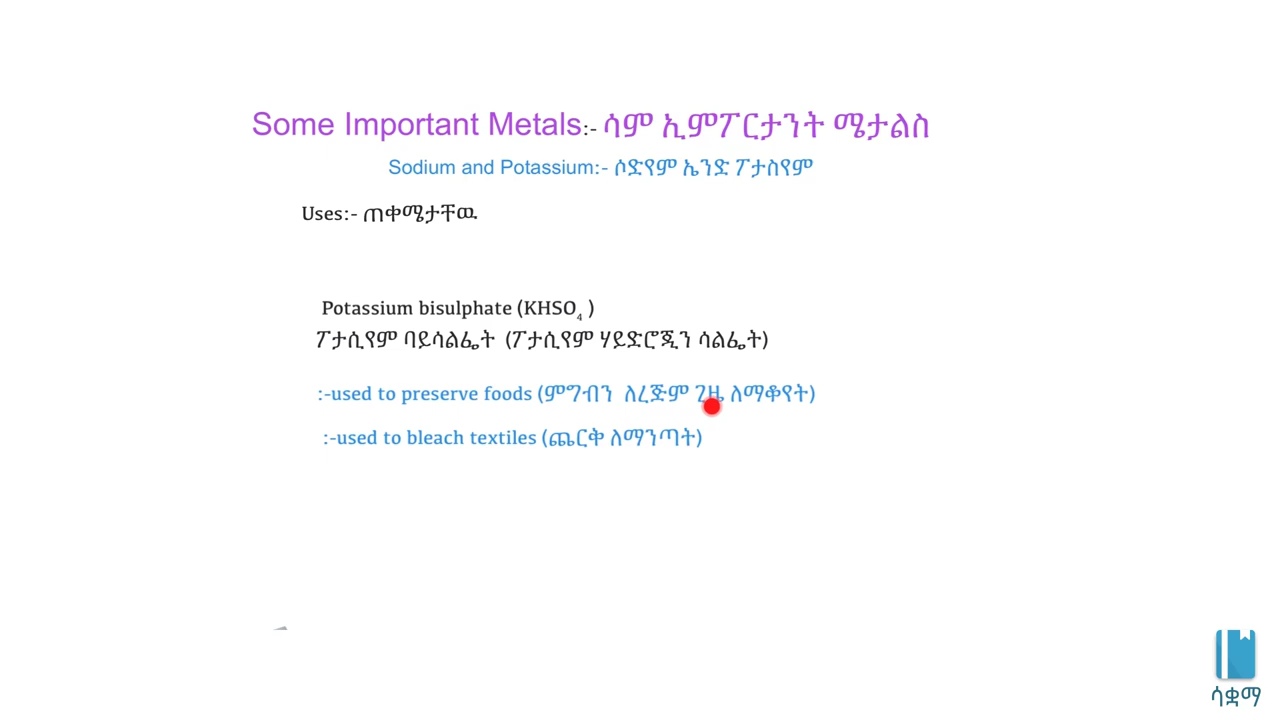 Some Important Metals:- ሳም ኢምፖርታንት ሜታልስ
Sodium and Potassium:- ሶድየም ኤንድ ፖታስየም
Uses:- ጠቀሜታቸዉ
Potassium bisulphate (KHSO₄ )
ፖታሲየም ባይሳልፌት (ፖታሲየም ሃይድሮጂን ሳልፌት)
:-used to preserve foods (ምግብን ለረጅም ጊዜ ለማቆየት)
:-used to bleach textiles (ጨርቅ ለማንጣት)
ሳቋማ